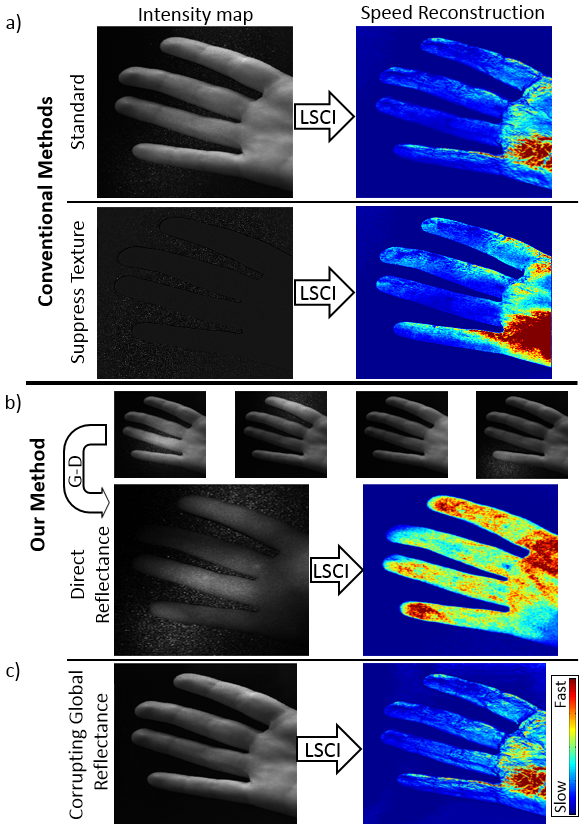 Intensity map
Speed Reconstruction
a)
Conventional Methods
Standard
LSCI
Suppress Texture
LSCI
b)
Our Method
G-D
Direct
Reflectance
LSCI
c)
Corrupting Global
Reflectance
LSCI
Fast
Slow